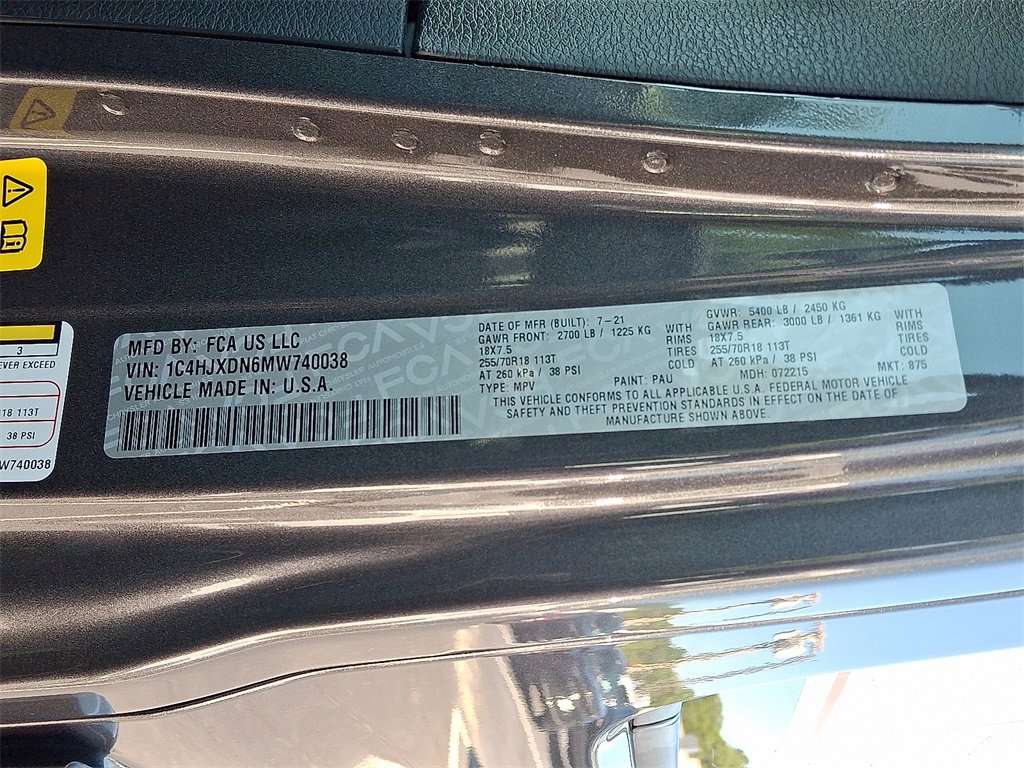 3
EVER EXCEED
R18 113T
38 PSI
W740038
MFD BY: FCA US LLC
VIN: 1C4HJXDN6MW740038
VEHICLE MADE IN: U.S.A.
DATE OF MFR (BUILT): 7-21 GVWR: 5400 LB / 2450 KG
GAWR FRONT: 2700 LB / 1225 KG WITH GAWR REAR: 3000 LB / 1361 KG WITH
18X7.5 RIMS 18X7.5 RIMS
255/70R18 113T TIRES 255/70R18 113T TIRES
AT 260 kPa / 38 PSI COLD AT 260 kPa / 38 PSI COLD
TYPE: MPV PAINT: PAU MDH: 072215 MKT: 875
THIS VEHICLE CONFORMS TO ALL APPLICABLE U.S.A. FEDERAL MOTOR VEHICLE
SAFETY AND THEFT PREVENTION STANDARDS IN EFFECT ON THE DATE OF
MANUFACTURE SHOWN ABOVE.